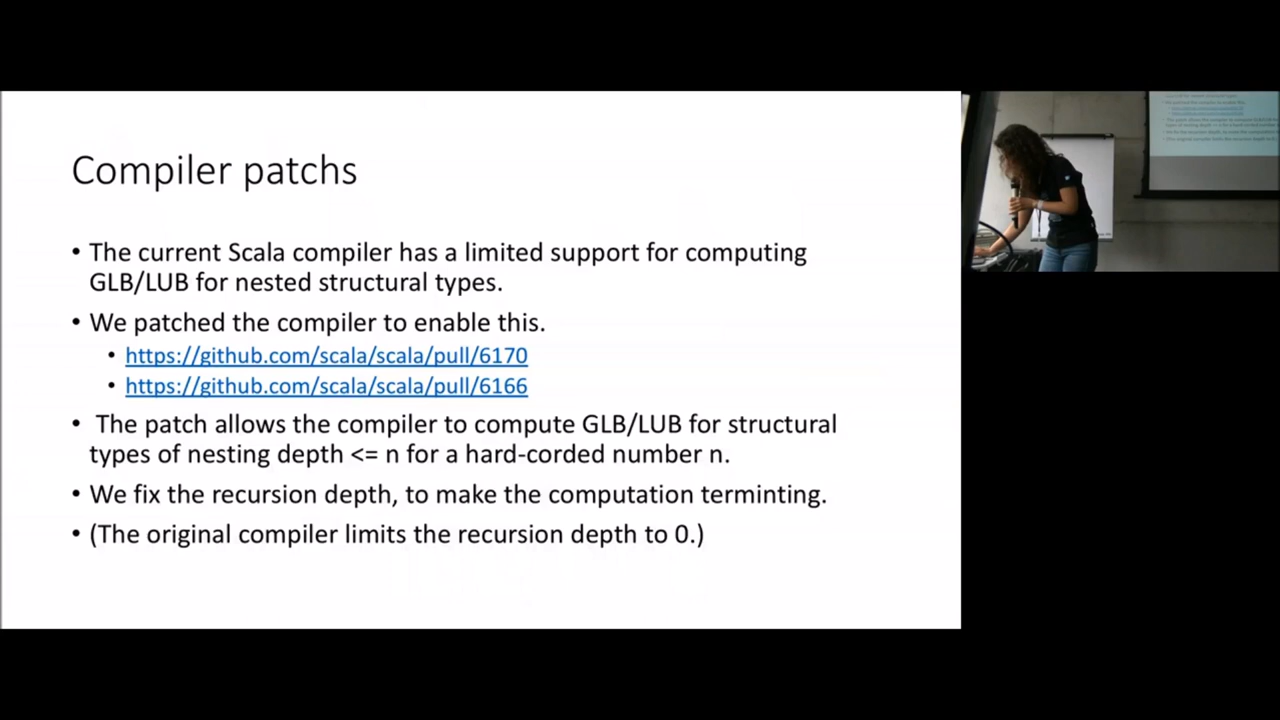 Compiler patchs
• The current Scala compiler has a limited support for computing
GLB/LUB for nested structural types.
• We patched the compiler to enable this.
• https://github.com/scala/scala/pull/6170
• https://github.com/scala/scala/pull/6166
• The patch allows the compiler to compute GLB/LUB for structural
types of nesting depth <= n for a hard-corded number n.
• We fix the recursion depth, to make the computation terminting.
• (The original compiler limits the recursion depth to 0.)